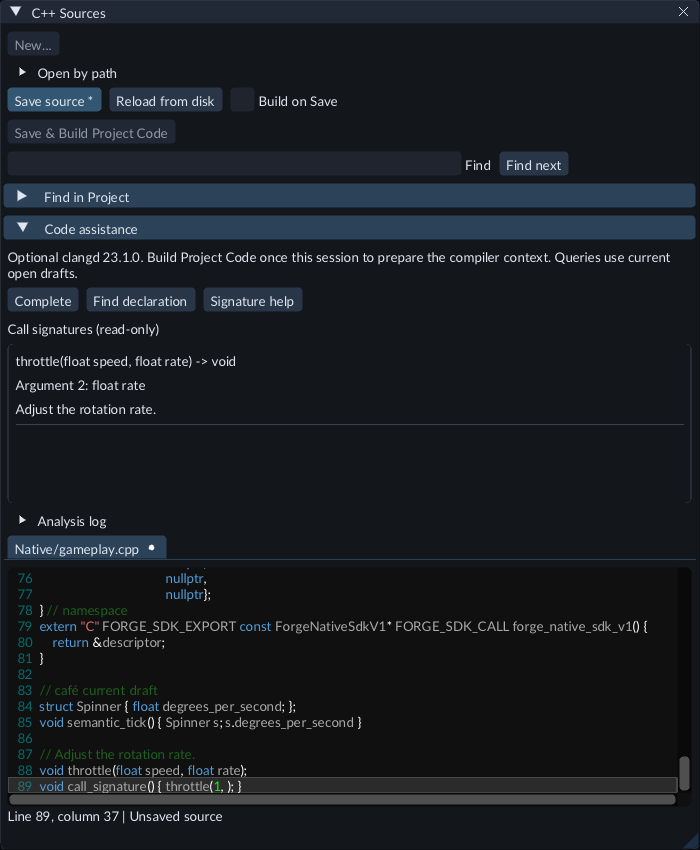 C++ Sources
New...
Open by path
Save source * Reload from disk Build on Save
Save & Build Project Code
Find Find next
Find in Project
Code assistance
Optional clangd 23.1.0. Build Project Code once this session to prepare the compiler context. Queries use current
open drafts.
Complete Find declaration Signature help
Call signatures (read-only)
throttle(float speed, float rate) -> void
Argument 2: float rate
Adjust the rotation rate.
Analysis log
Native/gameplay.cpp
76 nullptr,
77 nullptr};
78 } // namespace
79 extern "C" FORGE_SDK_EXPORT const ForgeNativeSdkV1* FORGE_SDK_CALL forge_native_sdk_v1() {
80 return &descriptor;
81 }
82
83 // café current draft
84 struct Spinner { float degrees_per_second; };
85 void semantic_tick() { Spinner s; s.degrees_per_second }
86
87 // Adjust the rotation rate.
88 void throttle(float speed, float rate);
89 void call_signature() { throttle(1, ); }
Line 89, column 37 | Unsaved source